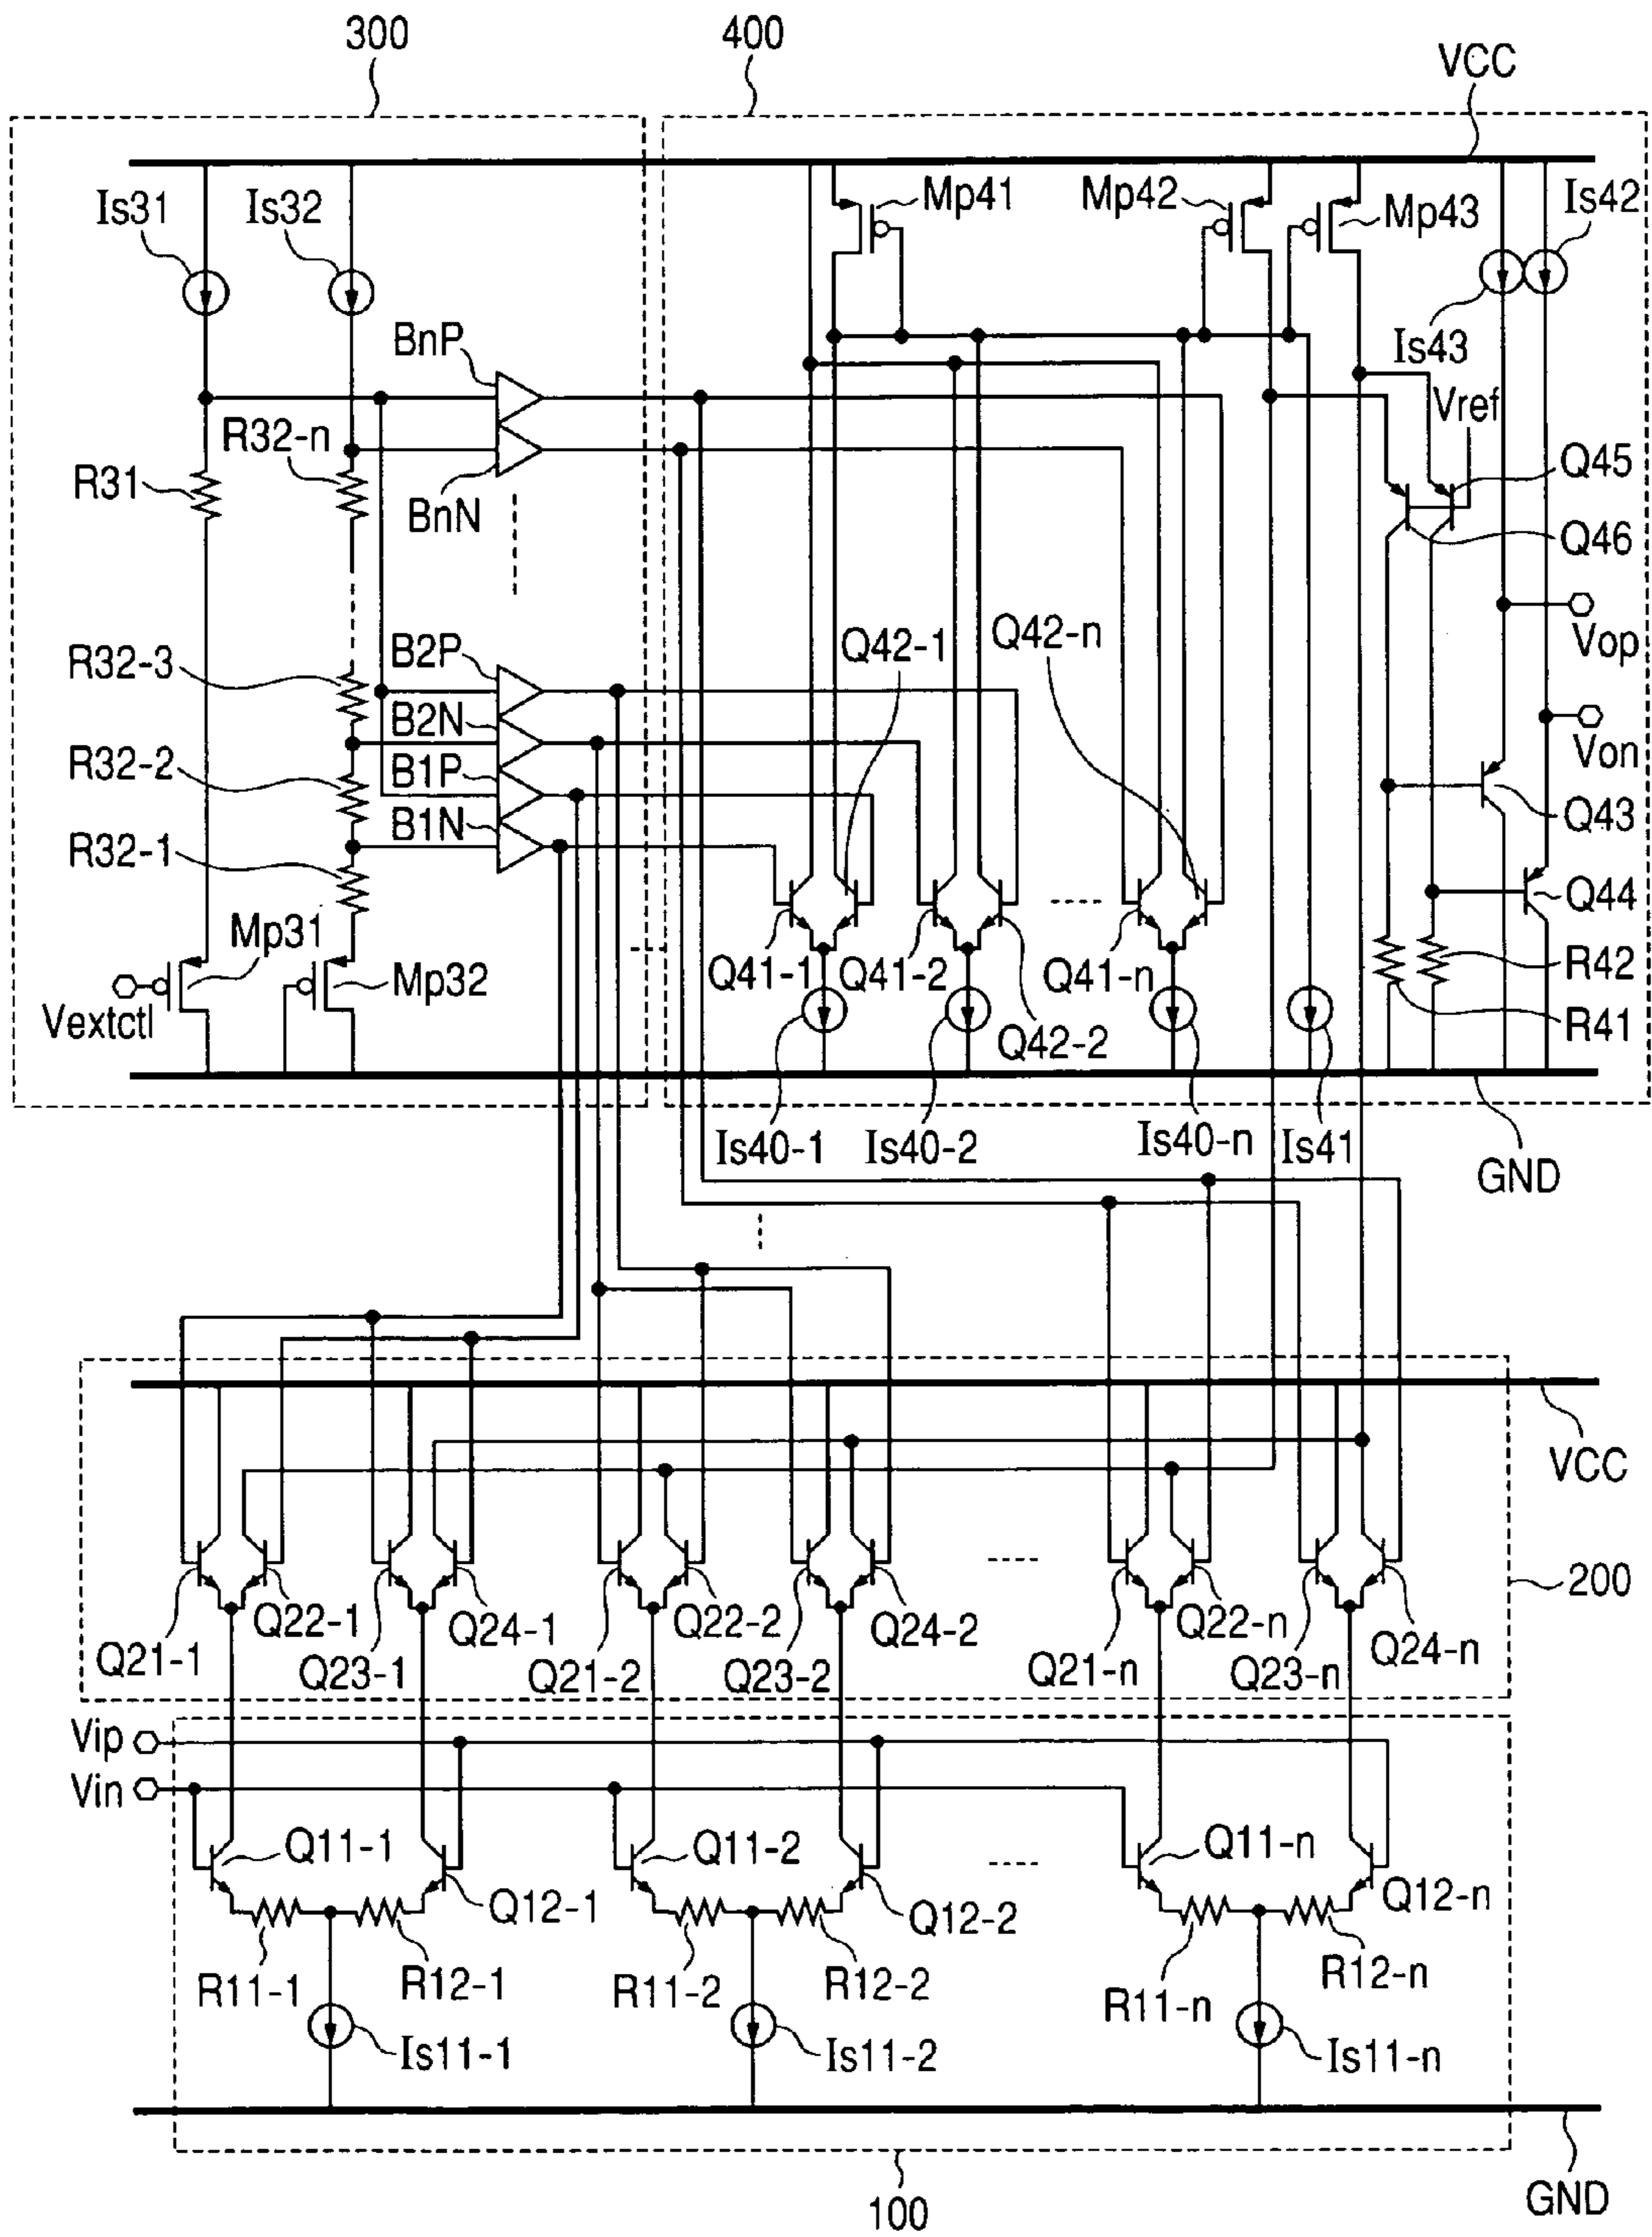 300
400
VCC
Is31
Is32
Mp41
Mp42
Mp43
Is42
Is43
BnP
Vref
R32-n
R31
BnN
Q45
Q46
Vop
R32-3
B2P
Q42-1
Q42-n
B2N
Von
R32-2
B1P
Q43
R32-1
B1N
Q44
Mp31
Mp32
Q41-1
Q41-2
Q41-n
R42
Vextctl
Q42-2
R41
Is40-1
Is40-2
Is40-n
Is41
GND
VCC
200
Q21-1
Q22-1
Q23-1
Q24-1
Q21-2
Q22-2
Q23-2
Q24-2
Q21-n
Q22-n
Q23-n
Q24-n
Vip
Vin
Q11-1
Q12-1
Q11-2
Q12-2
Q11-n
Q12-n
R11-1
R12-1
R11-2
R12-2
R11-n
R12-n
Is11-1
Is11-2
Is11-n
100
GND